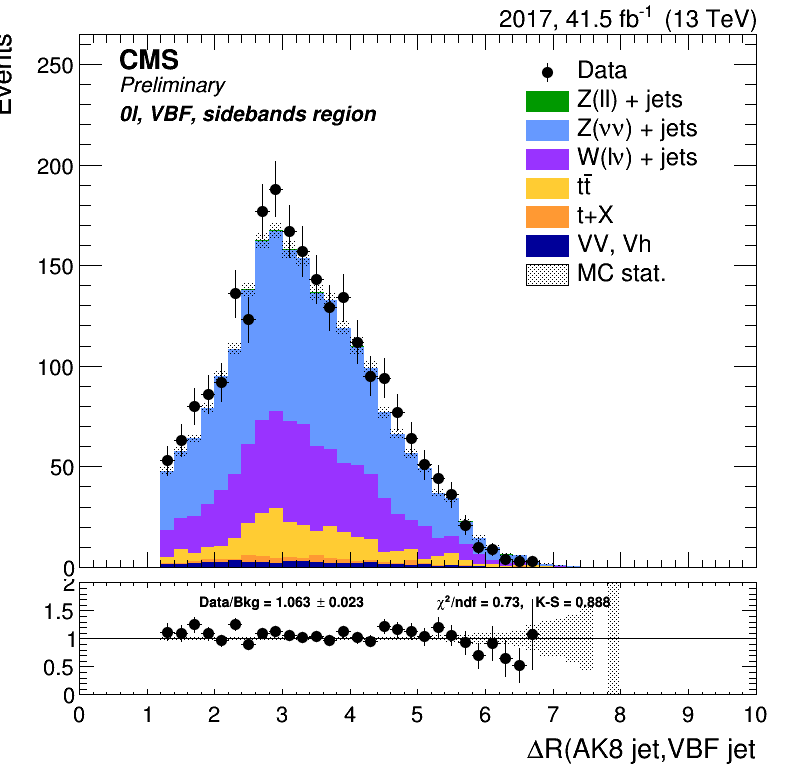 2017, 41.5 fb⁻¹ (13 TeV)
Events
CMS
Preliminary
0l, VBF, sidebands region
Data
Z(ll) + jets
Z(νν) + jets
W(lν) + jets
tt̄
t+X
VV, Vh
MC stat.
250
200
150
100
50
0
Data/Bkg = 1.063 ± 0.023
χ²/ndf = 0.73, K-S = 0.888
2
1.5
1
0.5
0
0 1 2 3 4 5 6 7 8 9 10
ΔR(AK8 jet,VBF jet